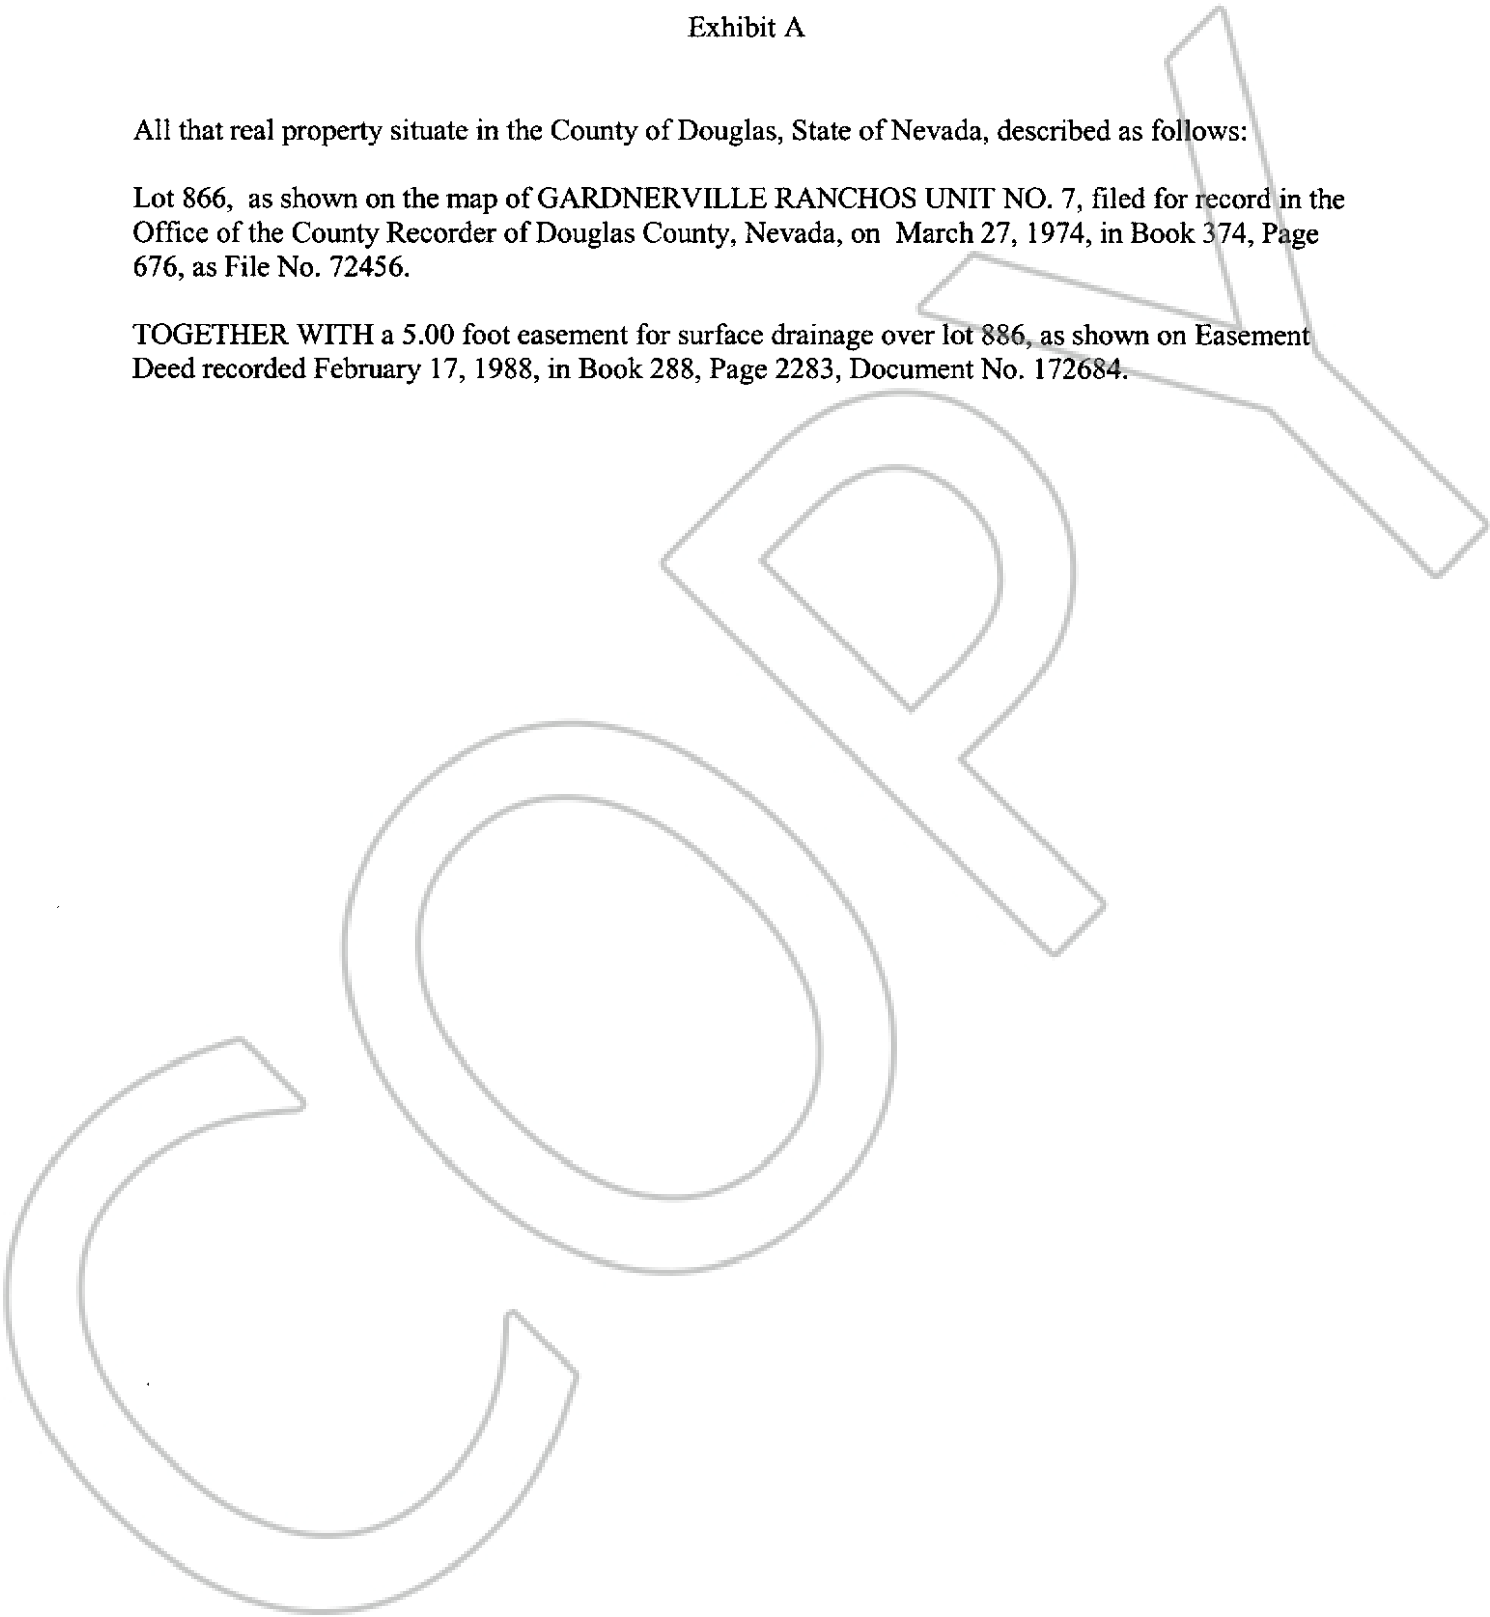 Exhibit A
All that real property situate in the County of Douglas, State of Nevada, described as follows:
Lot 866,  as shown on the map of GARDNERVILLE RANCHOS UNIT NO. 7, filed for record in the
Office of the County Recorder of Douglas County, Nevada, on  March 27, 1974, in Book 374, Page
676, as File No. 72456.
TOGETHER WITH a 5.00 foot easement for surface drainage over lot 886, as shown on Easement
Deed recorded February 17, 1988, in Book 288, Page 2283, Document No. 172684.
COPY